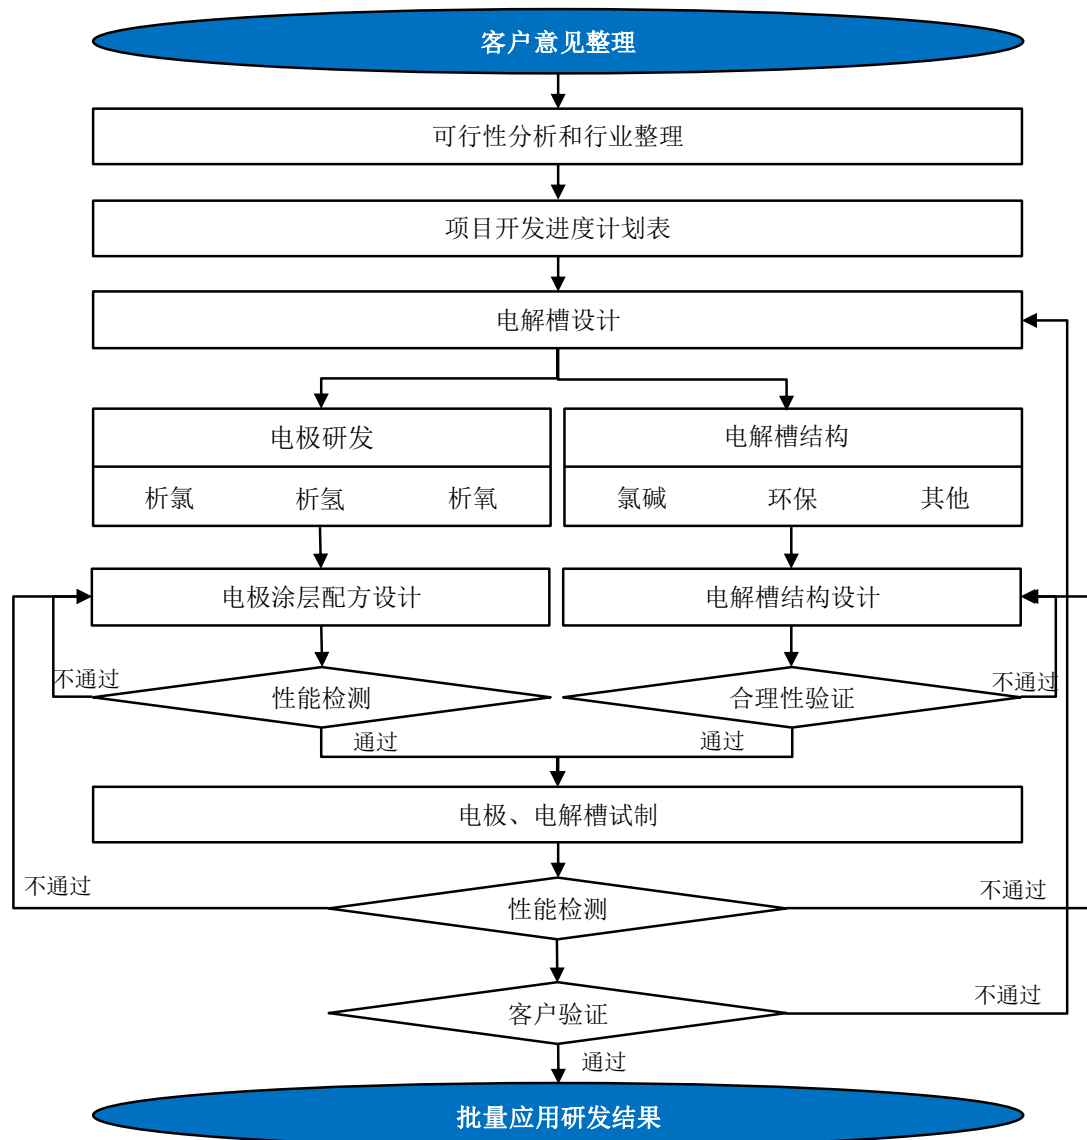 客户意见整理
可行性分析和行业整理
项目开发进度计划表
电解槽设计
电极研发
电解槽结构
析氯 析氢 析氧
氯碱 环保 其他
电极涂层配方设计
电解槽结构设计
不通过
性能检测
合理性验证
不通过
通过
通过
电极、电解槽试制
不通过
性能检测
不通过
客户验证
不通过
通过
批量应用研发结果